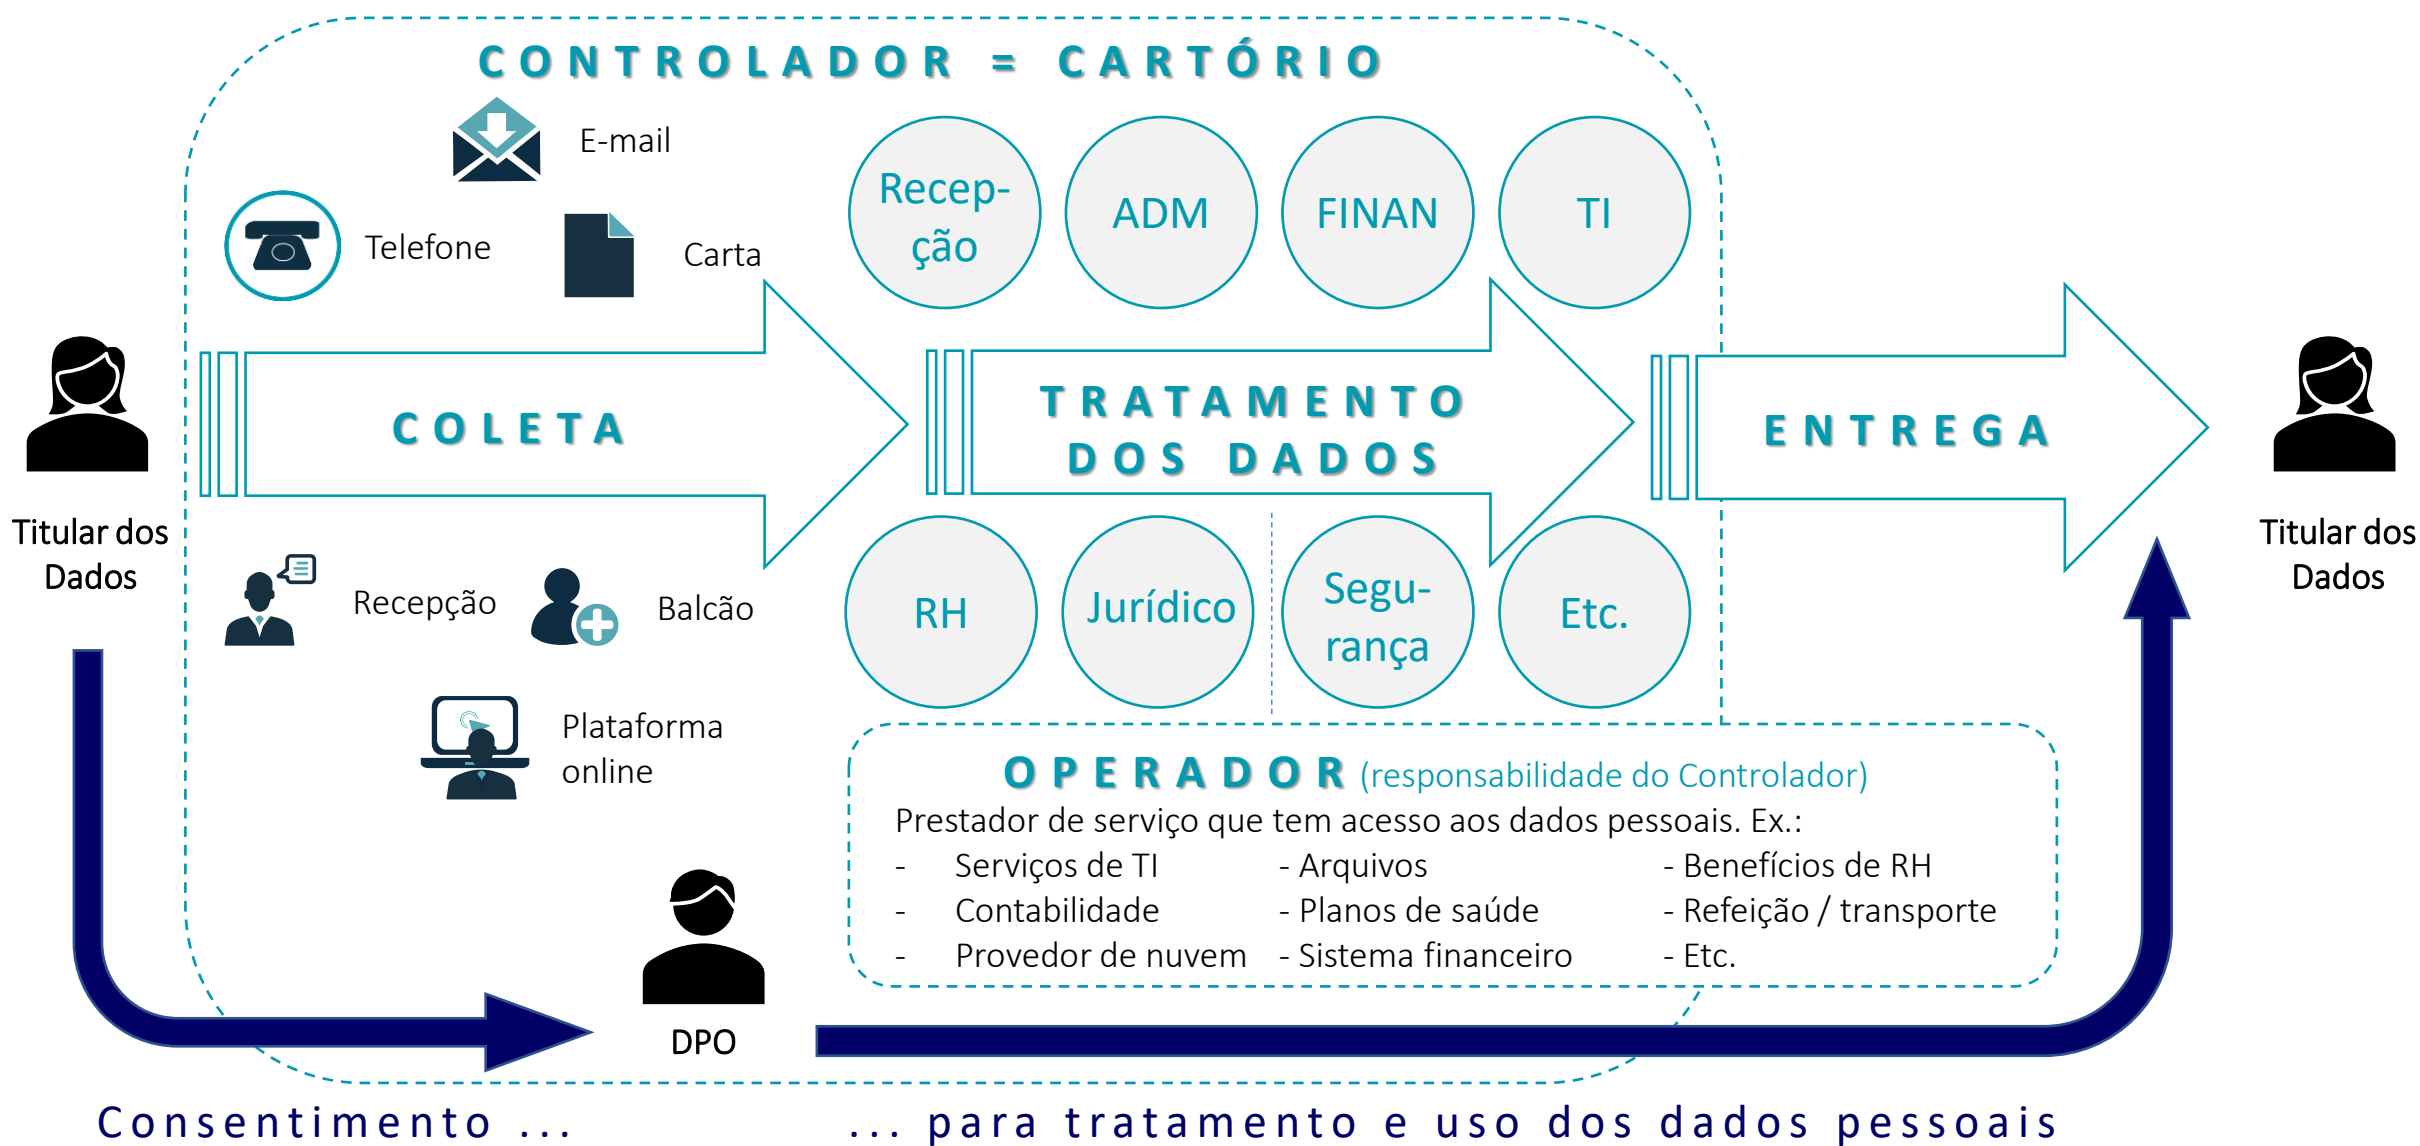 CONTROLADOR = CARTÓRIO
E-mail
Telefone
Carta
Recep-
ção
ADM
FINAN
TI
Titular dos
Dados
COLETA
TRATAMENTO
DOS DADOS
ENTREGA
Titular dos
Dados
Recepção
Balcão
Plataforma
online
RH
Jurídico
Segu-
rança
Etc.
OPERADOR (responsabilidade do Controlador)
Prestador de serviço que tem acesso aos dados pessoais. Ex.:
- Serviços de TI - Arquivos - Benefícios de RH
- Contabilidade - Planos de saúde - Refeição / transporte
- Provedor de nuvem - Sistema financeiro - Etc.
DPO
Consentimento ... ... para tratamento e uso dos dados pessoais